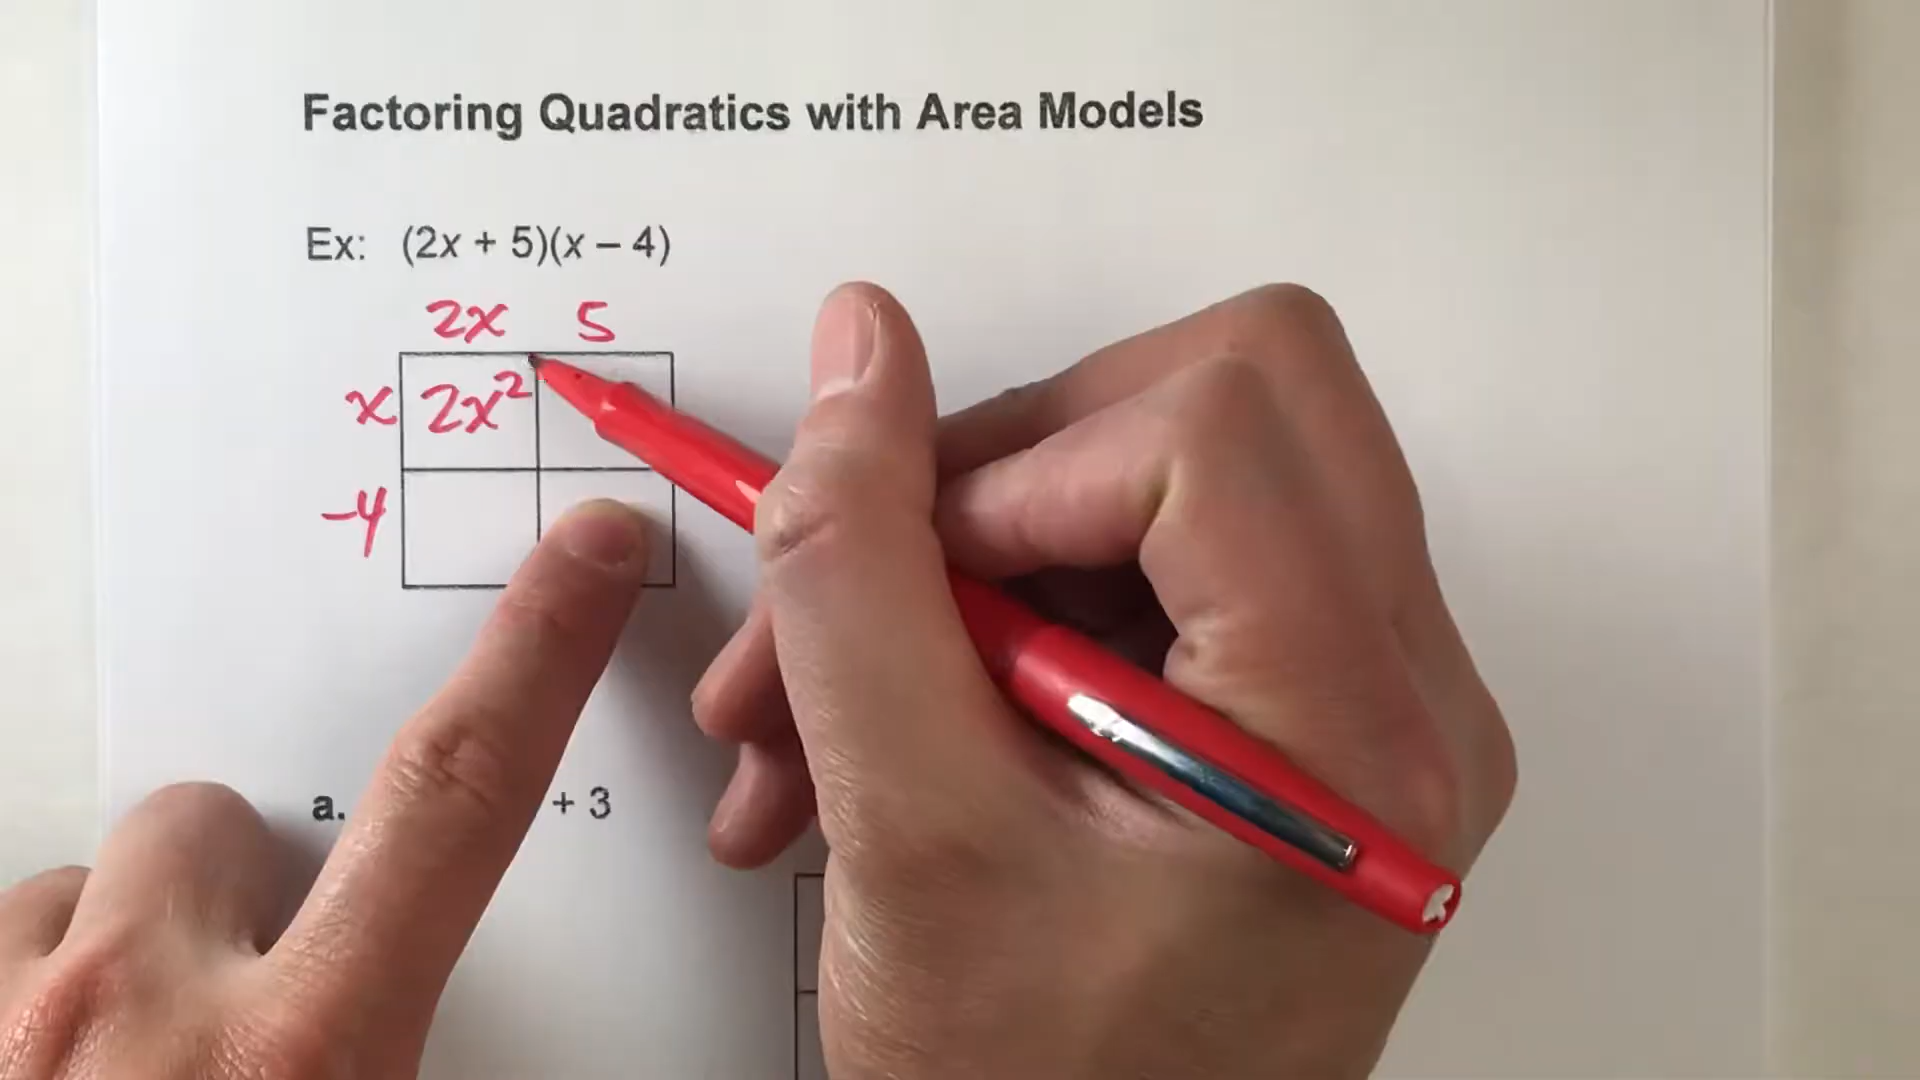 Factoring Quadratics with Area Models
Ex: (2x + 5)(x – 4)
2x 5
x 2x²
-4
a. + 3